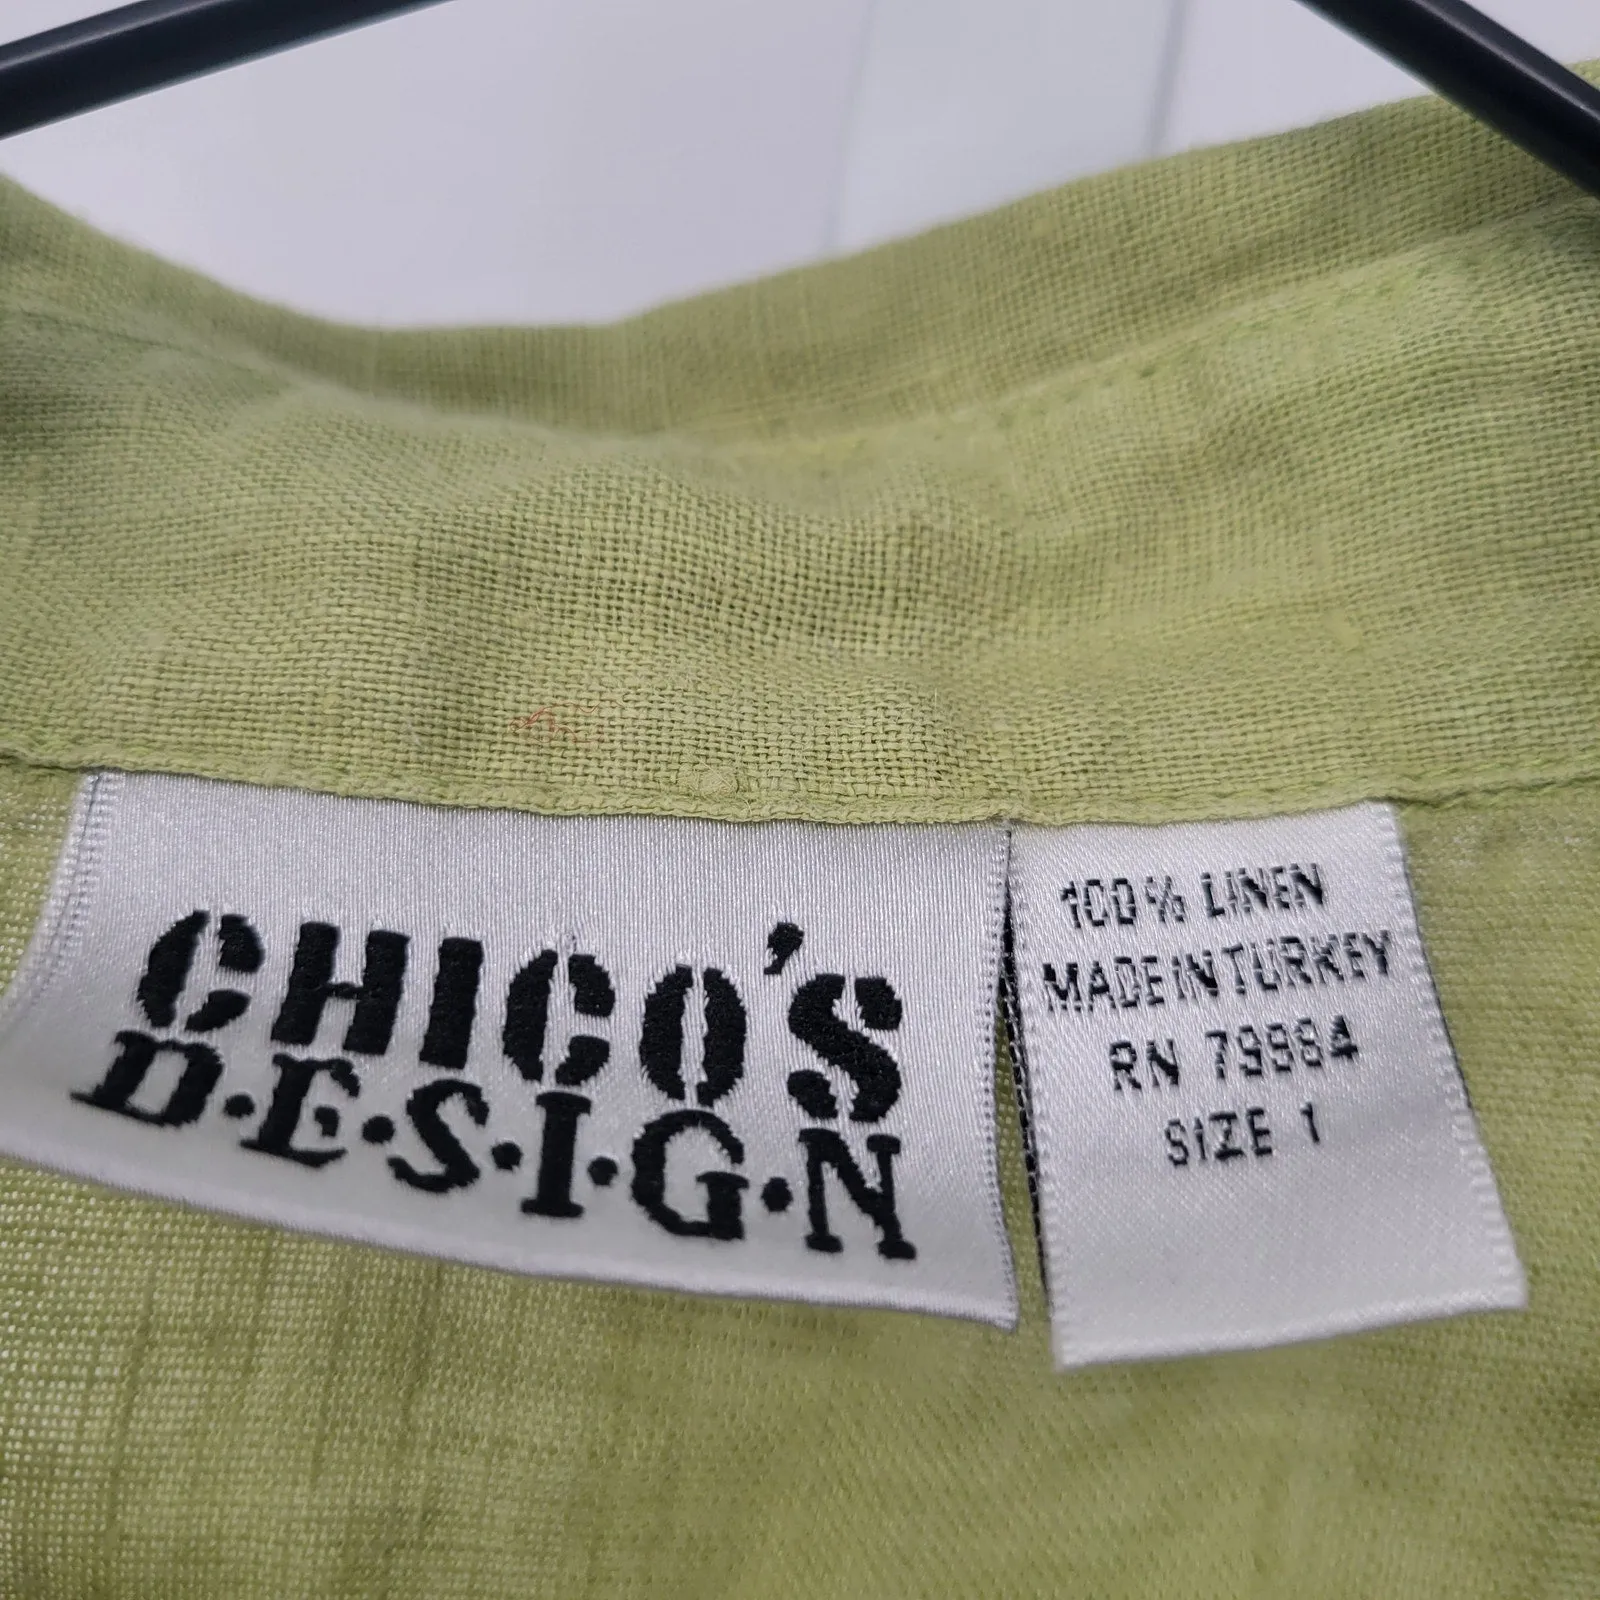 CHICO'S
D·E·S·I·G·N
100% LINEN
MADE IN TURKEY
RN 79984
SIZE 1